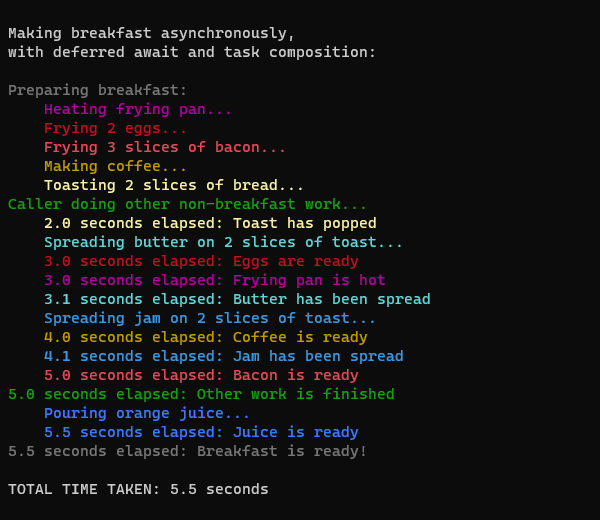 Making breakfast asynchronously,
with deferred await and task composition:
Preparing breakfast:
Heating frying pan...
Frying 2 eggs...
Frying 3 slices of bacon...
Making coffee...
Toasting 2 slices of bread...
Caller doing other non-breakfast work...
2.0 seconds elapsed: Toast has popped
Spreading butter on 2 slices of toast...
3.0 seconds elapsed: Eggs are ready
3.0 seconds elapsed: Frying pan is hot
3.1 seconds elapsed: Butter has been spread
Spreading jam on 2 slices of toast...
4.0 seconds elapsed: Coffee is ready
4.1 seconds elapsed: Jam has been spread
5.0 seconds elapsed: Bacon is ready
5.0 seconds elapsed: Other work is finished
Pouring orange juice...
5.5 seconds elapsed: Juice is ready
5.5 seconds elapsed: Breakfast is ready!
TOTAL TIME TAKEN: 5.5 seconds